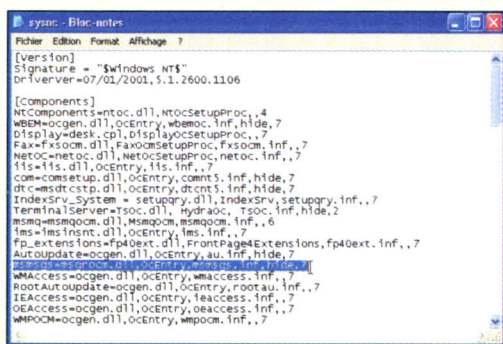 sysoc - Bloc-notes
Fichier Edition Format Affichage ?
[Version]
Signature = "$Windows NT$"
DriverVer=07/01/2001,5.1.2600.1106
[Components]
NtComponents=ntoc.dll,NtOcSetupProc,,4
WBEM=ocgen.dll,OcEntry,wbemoc.inf,hide,7
Display=desk.cpl,DisplayOcSetupProc,,7
Fax=fxsocm.dll,FaxOcmSetupProc,fxsocm.inf,,7
NetOC=netoc.dll,NetOcSetupProc,netoc.inf,,7
iis=iis.dll,OcEntry,iis.inf,,7
com=comsetup.dll,OcEntry,comnt5.inf,hide,7
dtc=msdtcstp.dll,OcEntry,dtcnt5.inf,hide,7
IndexSrv_System = setupqry.dll,IndexSrv,setupqry.inf,,7
TerminalServer=TsOc.dll, HydraOc, TsOc.inf,hide,2
msmq=msmqocm.dll,MsmqOcm,msmqocm.inf,,6
ims=imsinsnt.dll,OcEntry,ims.inf,,7
fp_extensions=fp40ext.dll,FrontPage4Extensions,fp40ext.inf,,7
AutoUpdate=ocgen.dll,OcEntry,au.inf,hide,7
msmsgs=msgrocm.dll,OcEntry,msmsgs.inf,hide,7
WMAccess=ocgen.dll,OcEntry,wmaccess.inf,,7
RootAutoUpdate=ocgen.dll,OcEntry,rootau.inf,,7
IEAccess=ocgen.dll,OcEntry,ieaccess.inf,,7
OEAccess=ocgen.dll,OcEntry,oeaccess.inf,,7
WMPOCM=ocgen.dll,OcEntry,wmpocm.inf,,7